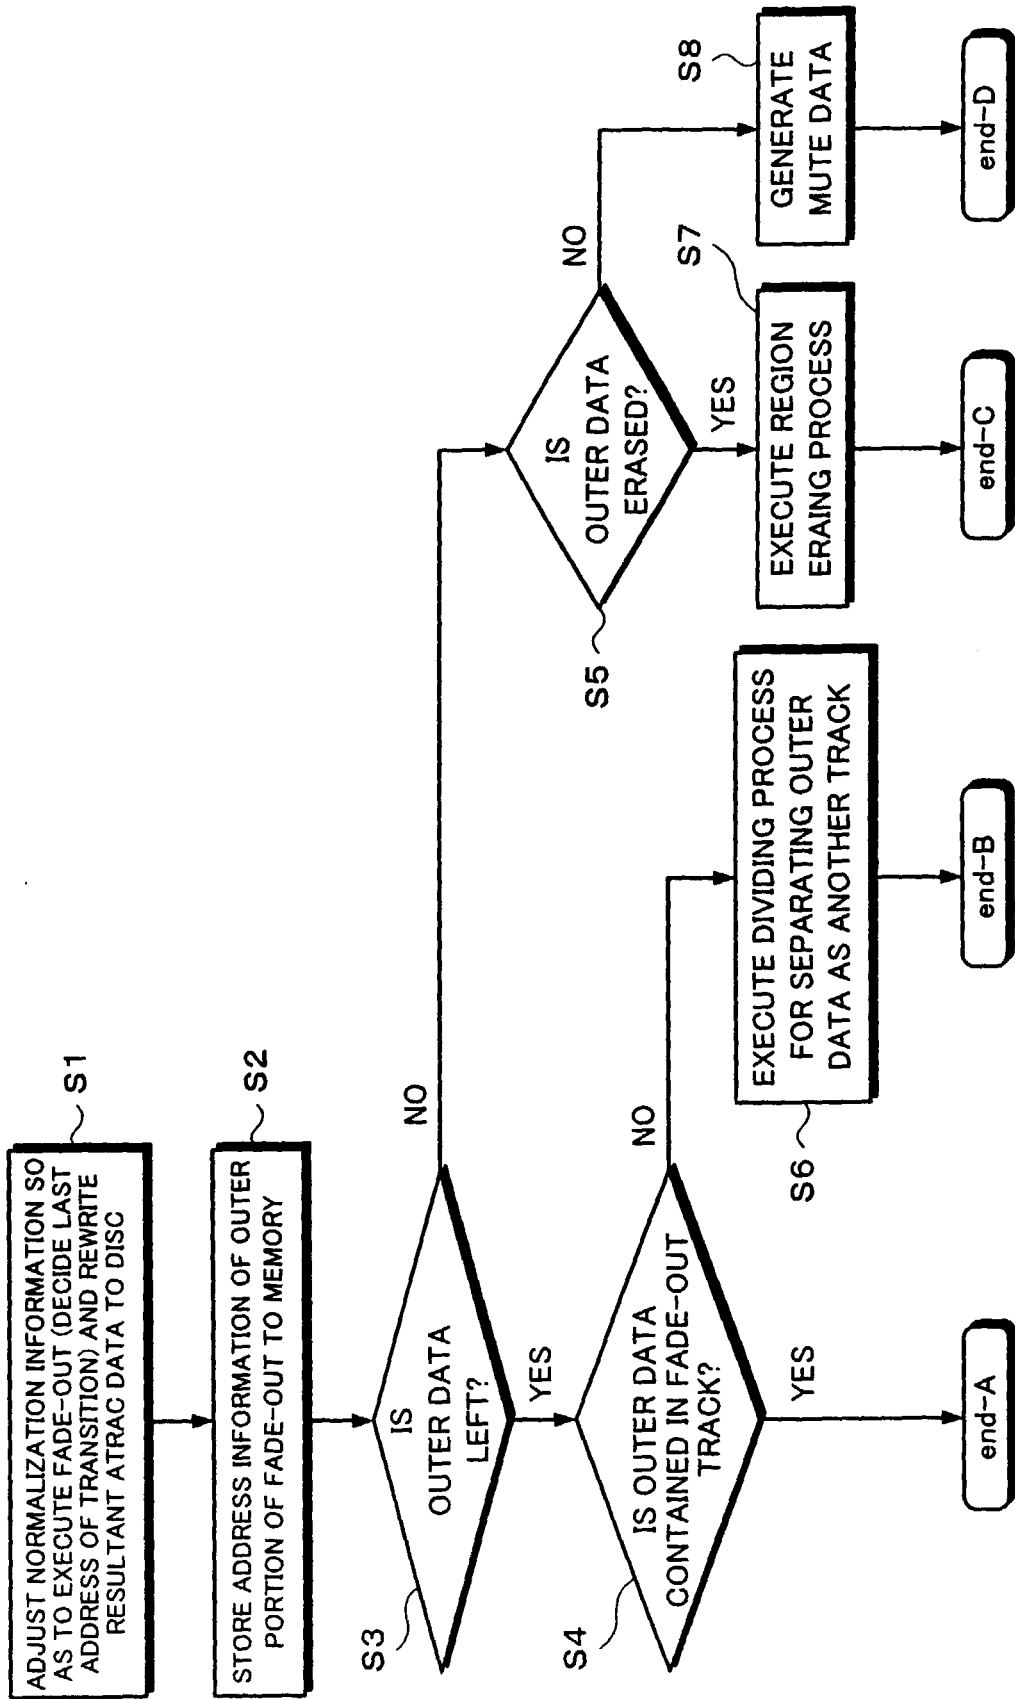 ADJUST NORMALIZATION INFORMATION SO
AS TO EXECUTE FADE-OUT (DECIDE LAST
ADDRESS OF TRANSITION) AND REWRITE
RESULTANT ATRAC DATA TO DISC
S1
STORE ADDRESS INFORMATION OF OUTER
PORTION OF FADE-OUT TO MEMORY
S2
IS
OUTER DATA
LEFT?
S3
NO
YES
IS OUTER DATA
CONTAINED IN FADE-OUT
TRACK?
S4
NO
YES
IS
OUTER DATA
ERASED?
S5
NO
YES
EXECUTE DIVIDING PROCESS
FOR SEPARATING OUTER
DATA AS ANOTHER TRACK
S6
EXECUTE REGION
ERAING PROCESS
S7
GENERATE
MUTE DATA
S8
end-A
end-B
end-C
end-D